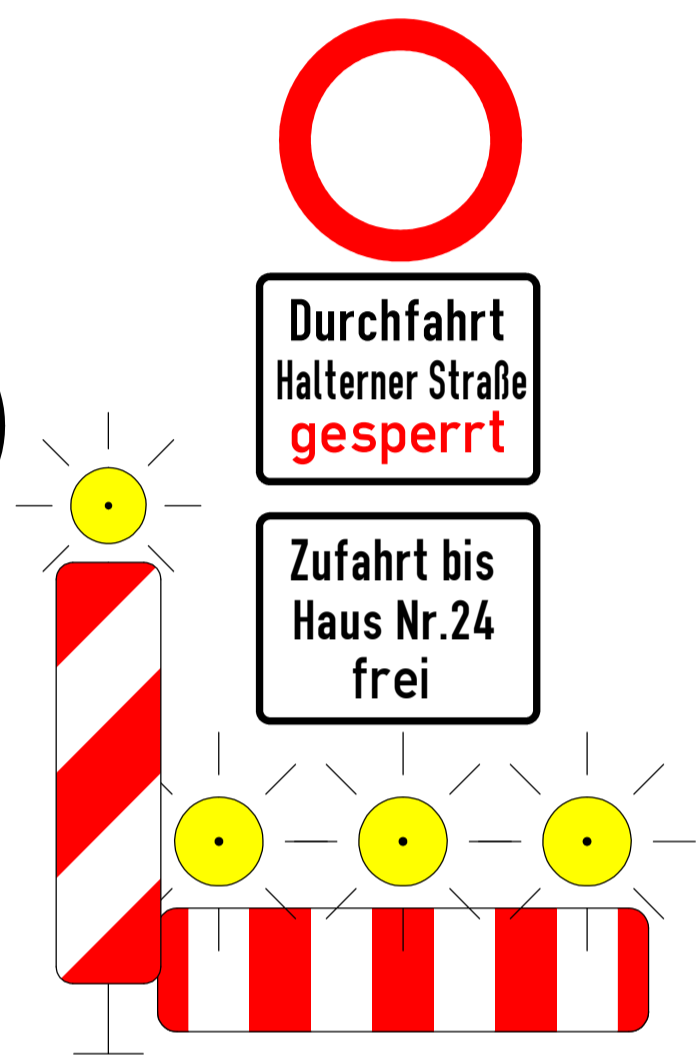 Durchfahrt
Halterner Straße
gesperrt
Zufahrt bis
Haus Nr.24
frei